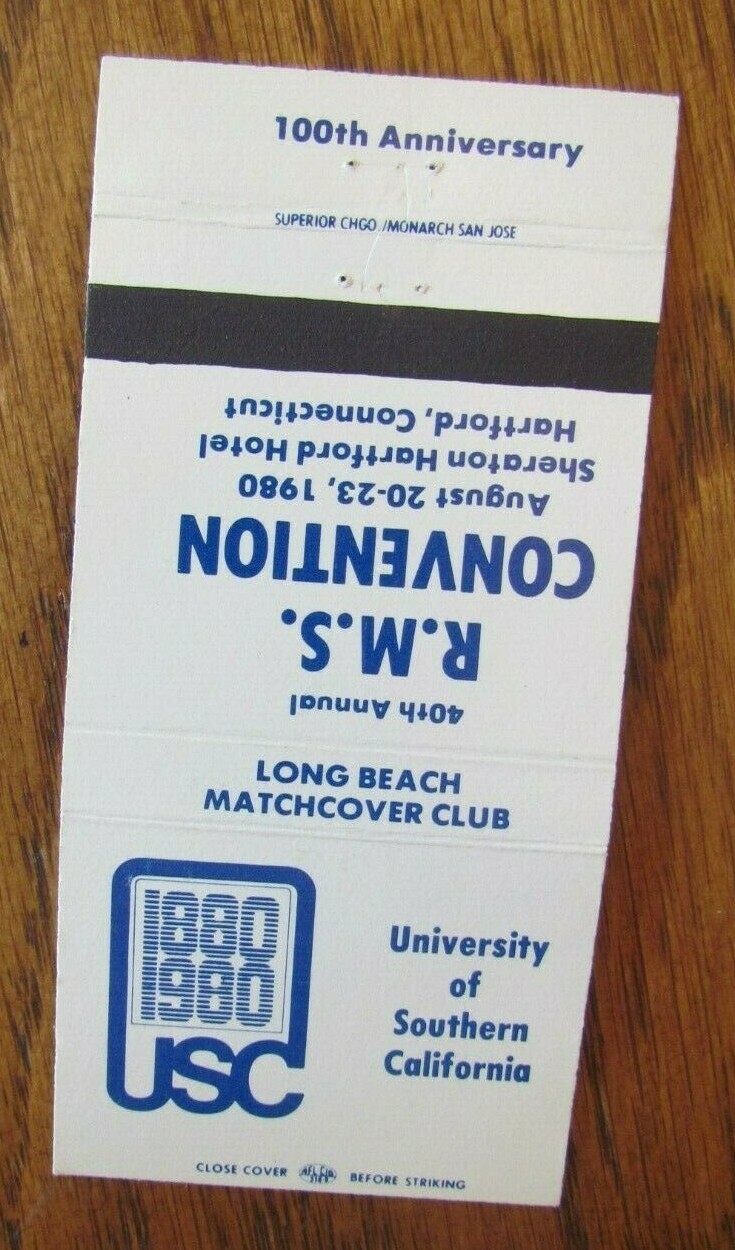 100th Anniversary
SUPERIOR CHGO./MONARCH SAN JOSE
40th Annual
R.M.S.
CONVENTION
August 20-23, 1980
Sheraton Hartford Hotel
Hartford, Connecticut
LONG BEACH
MATCHCOVER CLUB
1880
1980
USC
University
of
Southern
California
CLOSE COVER BEFORE STRIKING